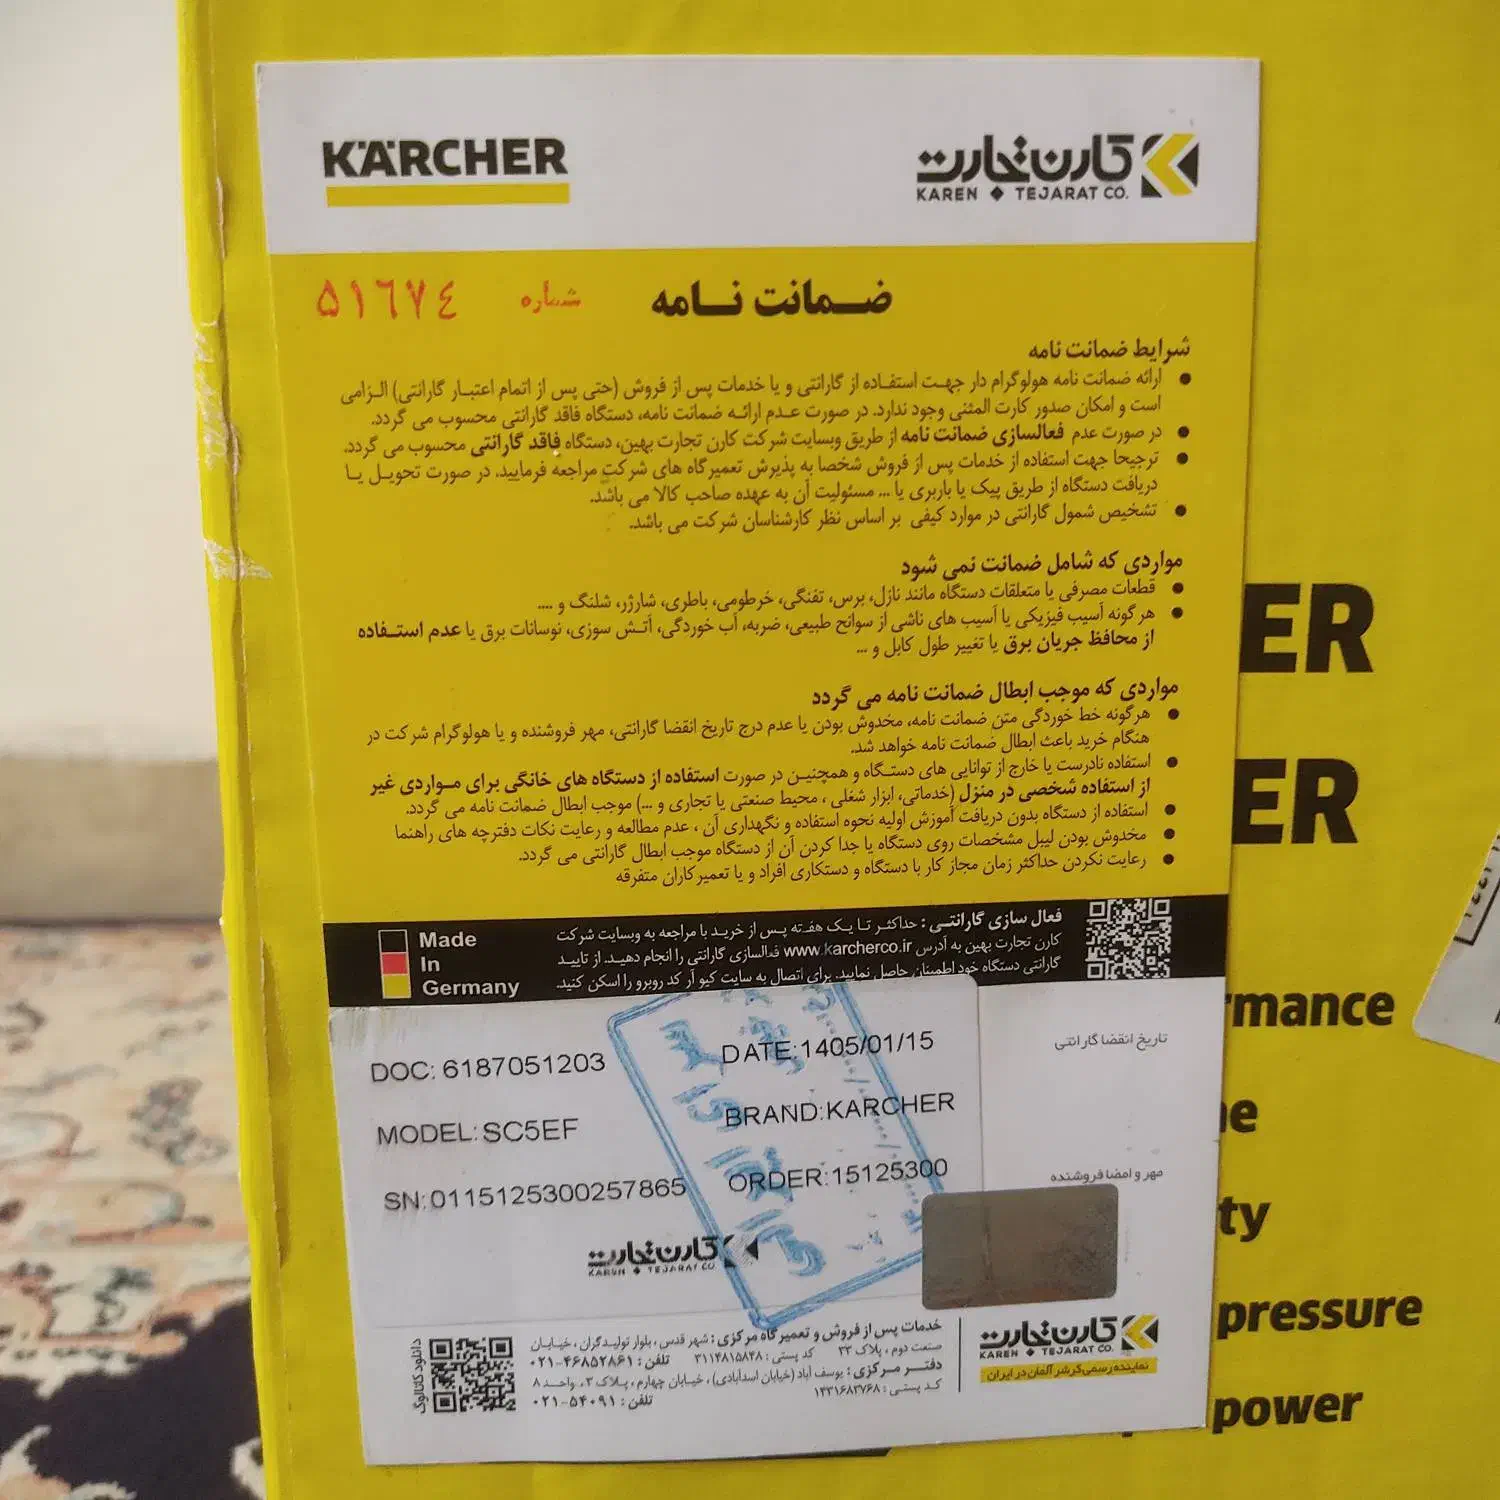 KÄRCHER
کارن تجارت
KAREN ◆ TEJARAT CO.
ضمانت نامه
شماره
۵۱٦۷٤
شرایط ضمانت نامه
● ارائه ضمانت نامه هولوگرام دار جهت استفاده از گارانتی و یا خدمات پس از فروش (حتی پس از اتمام اعتبار گارانتی) الزامی
است و امکان صدور کارت المثنی وجود ندارد. در صورت عدم ارائه ضمانت نامه، دستگاه فاقد گارانتی محسوب می گردد.
● در صورت عدم فعالسازی ضمانت نامه از طریق وبسایت شرکت کارن تجارت بهین، دستگاه فاقد گارانتی محسوب می گردد.
● ترجیحا جهت استفاده از خدمات پس از فروش شخصا به پذیرش تعمیرگاه های شرکت مراجعه فرمایید. در صورت تحویل یا
دریافت دستگاه از طریق پیک یا باربری یا ... مسئولیت آن به عهده صاحب کالا می باشد.
● تشخیص شمول گارانتی در موارد کیفی بر اساس نظر کارشناسان شرکت می باشد.
مواردی که شامل ضمانت نمی شود
● قطعات مصرفی یا متعلقات دستگاه مانند نازل، برس، تفنگی، خرطومی، باطری، شارژر، شلنگ و ....
● هر گونه آسیب فیزیکی یا آسیب های ناشی از سوانح طبیعی، ضربه، آب خوردگی، آتش سوزی، نوسانات برق یا عدم استفاده
از محافظ جریان برق یا تغییر طول کابل و ...
مواردی که موجب ابطال ضمانت نامه می گردد
● هرگونه خط خوردگی متن ضمانت نامه، مخدوش بودن یا عدم درج تاریخ انقضا گارانتی، مهر فروشنده و یا هولوگرام شرکت در
هنگام خرید باعث ابطال ضمانت نامه خواهد شد.
● استفاده نادرست یا خارج از توانایی های دستگاه و همچنین در صورت استفاده از دستگاه های خانگی برای مواردی غیر
از استفاده شخصی در منزل (خدماتی، ابزار شغلی ، محیط صنعتی یا تجاری و ...) موجب ابطال ضمانت نامه می گردد.
● استفاده از دستگاه بدون دریافت آموزش اولیه نحوه استفاده و نگهداری آن ، عدم مطالعه و رعایت نکات دفترچه های راهنما
● مخدوش بودن لیبل مشخصات روی دستگاه یا جدا کردن آن از دستگاه موجب ابطال گارانتی می گردد.
● رعایت نکردن حداکثر زمان مجاز کار با دستگاه و دستکاری افراد و یا تعمیرکاران متفرقه
فعال سازی گارانتی : حداکثر تا یک هفته پس از خرید با مراجعه به وبسایت شرکت
کارن تجارت بهین به آدرس www.karcherco.ir فعالسازی گارانتی را انجام دهید. از تایید
گارانتی دستگاه خود اطمینان حاصل نمایید. برای اتصال به سایت کیو آر کد روبرو را اسکن کنید.
Made
In
Germany
DOC: 6187051203
DATE:1405/01/15
MODEL: SC5EF
BRAND:KARCHER
SN:0115125300257865
ORDER:15125300
کارن تجارت
KAREN ◆ TEJARAT CO
تاریخ انقضا گارانتی
مهر و امضا فروشنده
کارن تجارت
KAREN ◆ TEJARAT CO.
نماینده رسمی کرشر آلمان در ایران
خدمات پس از فروش و تعمیرگاه مرکزی : شهر قدس ، بلوار تولیدگران ، خیابان
صنعت دوم ، پلاک ۳۳ کد پستی : ۳۱۱۴۸۱۵۸۴۸ تلفن : ۴۶۸۵۲۸۶۱-۰۲۱
دفتر مرکزی : یوسف آباد (خیابان اسدآبادی) ، خیابان چهارم ، پلاک ۳، واحد ۸
کد پستی : ۱۴۳۱۶۸۳۷۶۸ تلفن : ۵۴۰۹۱-۰۲۱
دانلود کاتالوگ
ER
ER
rmance
ne
ty
pressure
power